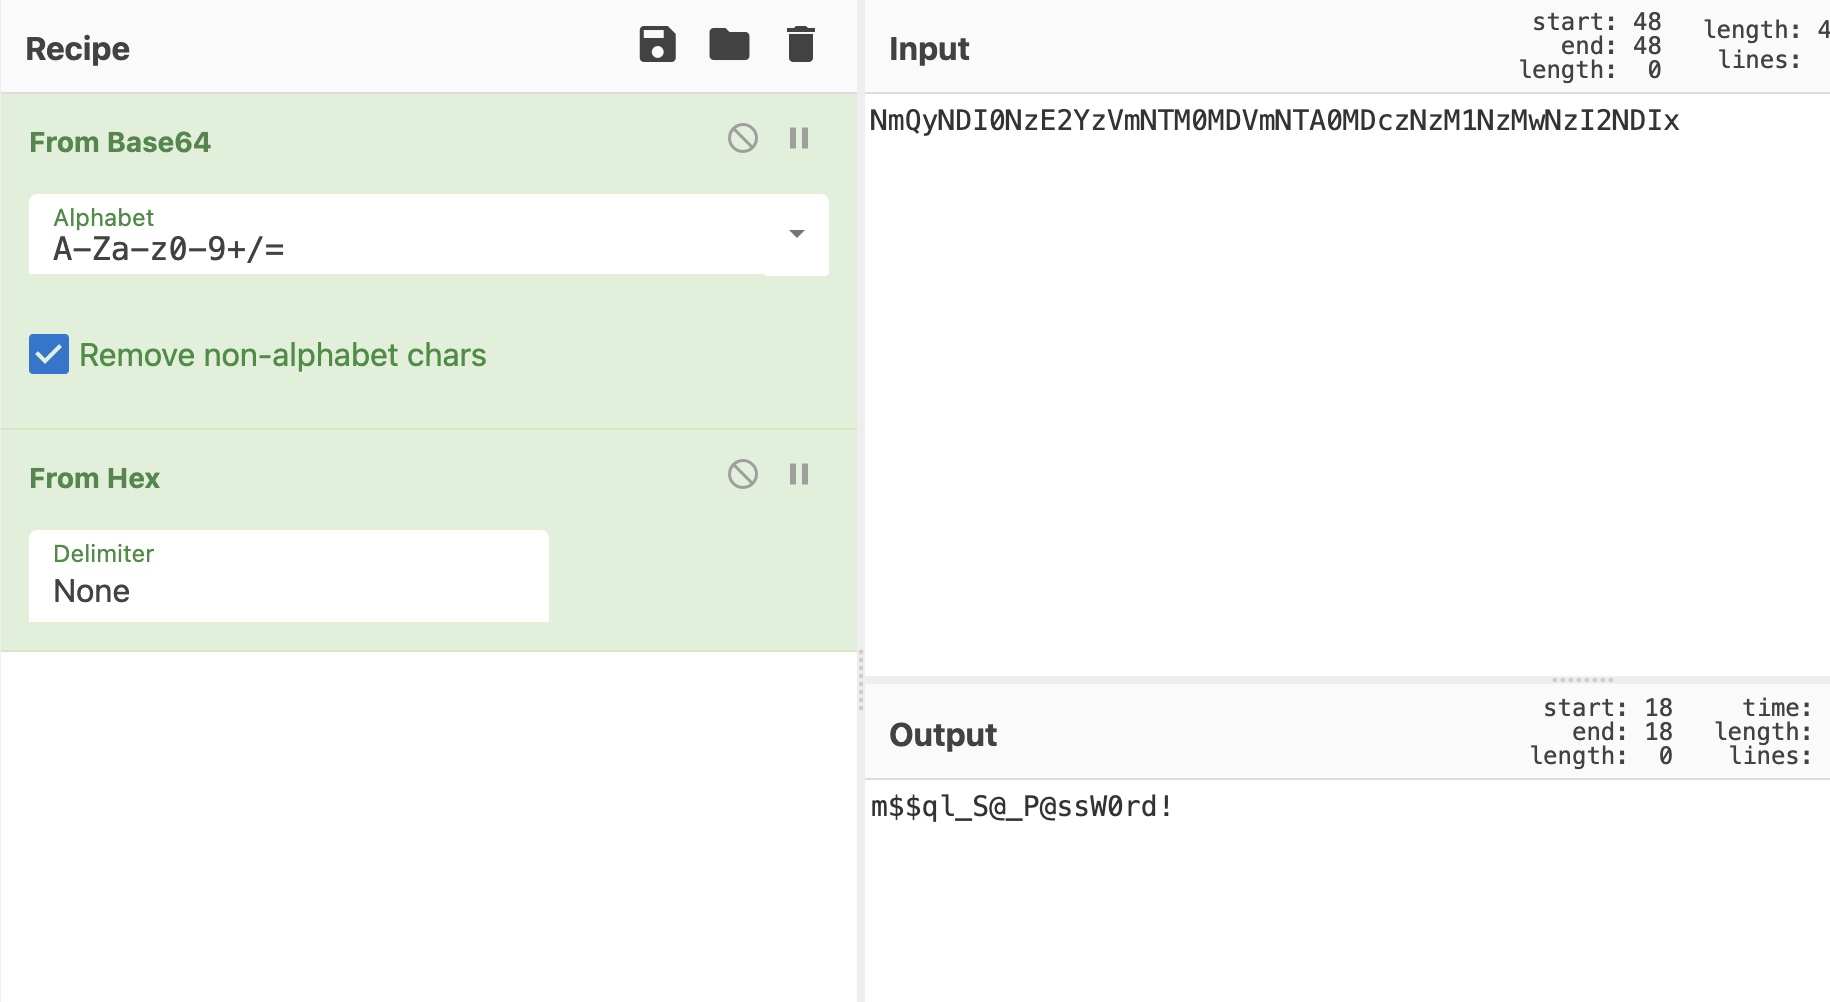 Recipe
From Base64
Alphabet
A-Za-z0-9+/=
Remove non-alphabet chars
From Hex
Delimiter
None
Input
start: 48
end: 48
length: 0
length: 4
lines:
NmQyNDI0NzE2YzVmNTM0MDVmNTA0MDczNzM1NzMwNzI2NDIx
Output
start: 18
end: 18
length: 0
time:
length:
lines:
m$$ql_S@_P@ssW0rd!